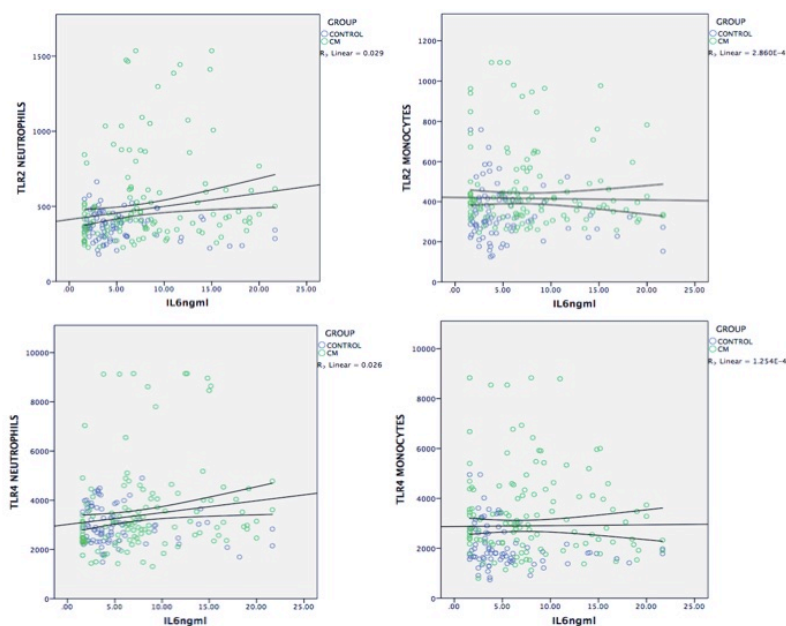 GROUP
CONTROL
CM
R, Linear = 0.029
1500
1000
500
0
TLR2 NEUTROPHILS
.00 5.00 10.00 15.00 20.00 25.00
IL6ngml
GROUP
CONTROL
CM
R, Linear = 2.860E-4
1200
1000
800
600
400
200
0
TLR2 MONOCYTES
.00 5.00 10.00 15.00 20.00 25.00
IL6ngml
GROUP
CONTROL
CM
R, Linear = 0.026
10000
8000
6000
4000
2000
0
TLR4 NEUTROPHILS
.00 5.00 10.00 15.00 20.00 25.00
IL6ngml
GROUP
CONTROL
CM
R, Linear = 1.254E-4
10000
8000
6000
4000
2000
0
TLR4 MONOCYTES
.00 5.00 10.00 15.00 20.00 25.00
IL6ngml